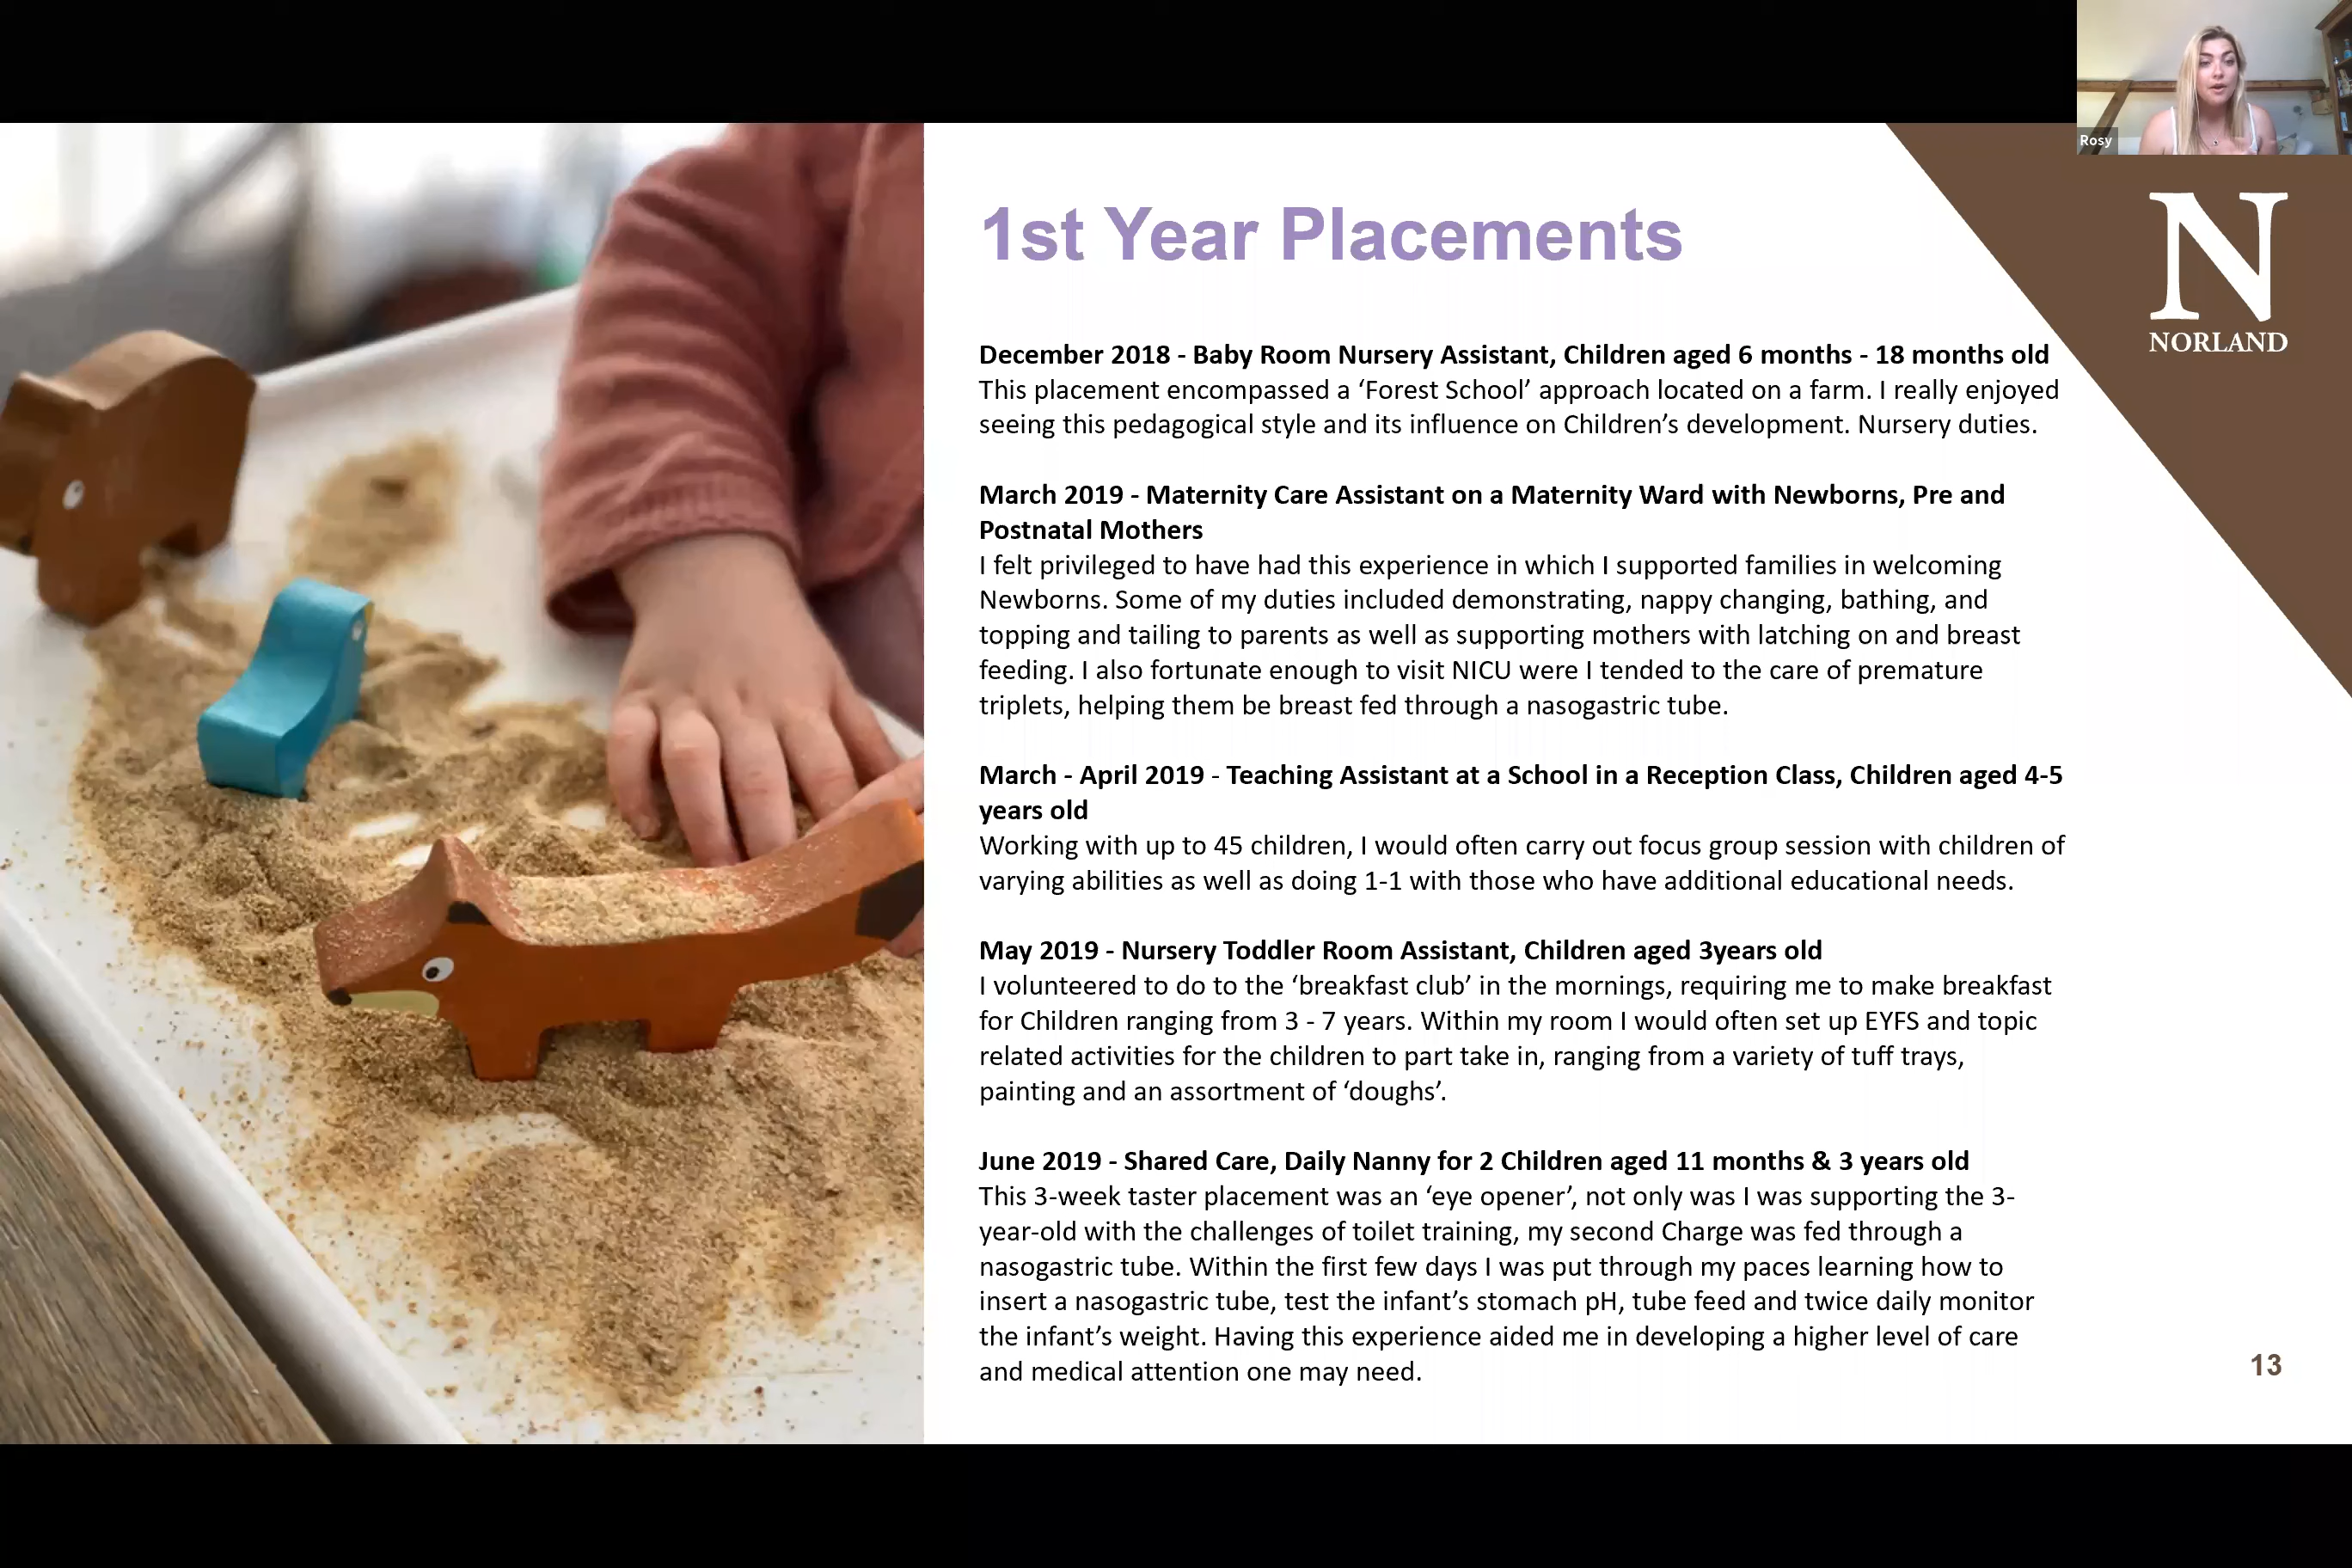 Rosy
N
NORLAND
1st Year Placements
December 2018 - Baby Room Nursery Assistant, Children aged 6 months - 18 months old
This placement encompassed a ‘Forest School’ approach located on a farm. I really enjoyed
seeing this pedagogical style and its influence on Children’s development. Nursery duties.
March 2019 - Maternity Care Assistant on a Maternity Ward with Newborns, Pre and
Postnatal Mothers
I felt privileged to have had this experience in which I supported families in welcoming
Newborns. Some of my duties included demonstrating, nappy changing, bathing, and
topping and tailing to parents as well as supporting mothers with latching on and breast
feeding. I also fortunate enough to visit NICU were I tended to the care of premature
triplets, helping them be breast fed through a nasogastric tube.
March - April 2019 - Teaching Assistant at a School in a Reception Class, Children aged 4-5
years old
Working with up to 45 children, I would often carry out focus group session with children of
varying abilities as well as doing 1-1 with those who have additional educational needs.
May 2019 - Nursery Toddler Room Assistant, Children aged 3years old
I volunteered to do to the ‘breakfast club’ in the mornings, requiring me to make breakfast
for Children ranging from 3 - 7 years. Within my room I would often set up EYFS and topic
related activities for the children to part take in, ranging from a variety of tuff trays,
painting and an assortment of ‘doughs’.
June 2019 - Shared Care, Daily Nanny for 2 Children aged 11 months & 3 years old
This 3-week taster placement was an ‘eye opener’, not only was I was supporting the 3-
year-old with the challenges of toilet training, my second Charge was fed through a
nasogastric tube. Within the first few days I was put through my paces learning how to
insert a nasogastric tube, test the infant’s stomach pH, tube feed and twice daily monitor
the infant’s weight. Having this experience aided me in developing a higher level of care
and medical attention one may need.
13